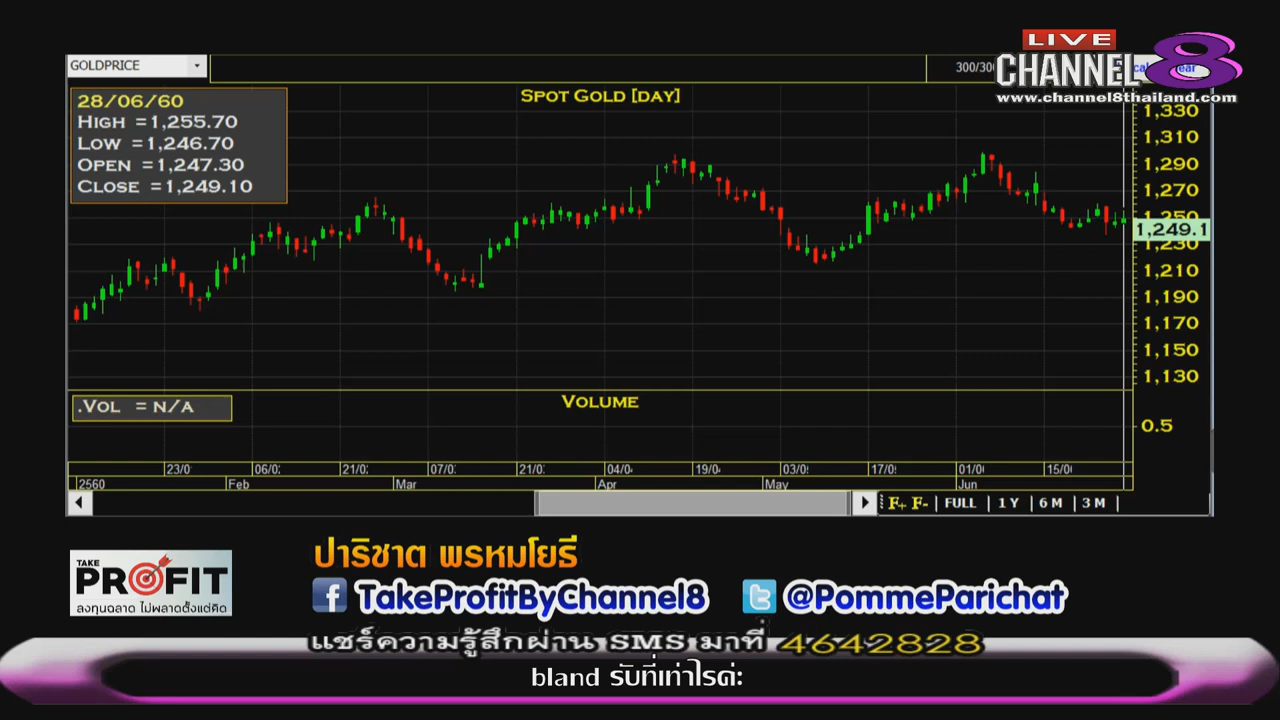 LIVE
CHANNEL 8
www.channel8thailand.com
GOLDPRICE
300/300
28/06/60
HIGH =1,255.70
LOW =1,246.70
OPEN =1,247.30
CLOSE =1,249.10
SPOT GOLD [DAY]
1,330
1,310
1,290
1,270
1,250
1,249.1
1,230
1,210
1,190
1,170
1,150
1,130
.VOL = N/A
VOLUME
0.5
23/0 06/0 21/0 07/0 21/0 04/0 19/0 03/0 17/0 01/0 15/0
2560 Feb Mar Apr May Jun
F+ F- | FULL | 1 Y | 6 M | 3 M |
TAKE
PROFIT
ลงทุนฉลาด ไม่พลาดตั้งแต่คิด
ปาริชาต พรหมโยธี
f TakeProfitByChannel8
t @PommeParichat
แชร์ความรู้สึกผ่าน SMS มาที่ 4642828
bland รับที่เท่าไรค่ะ